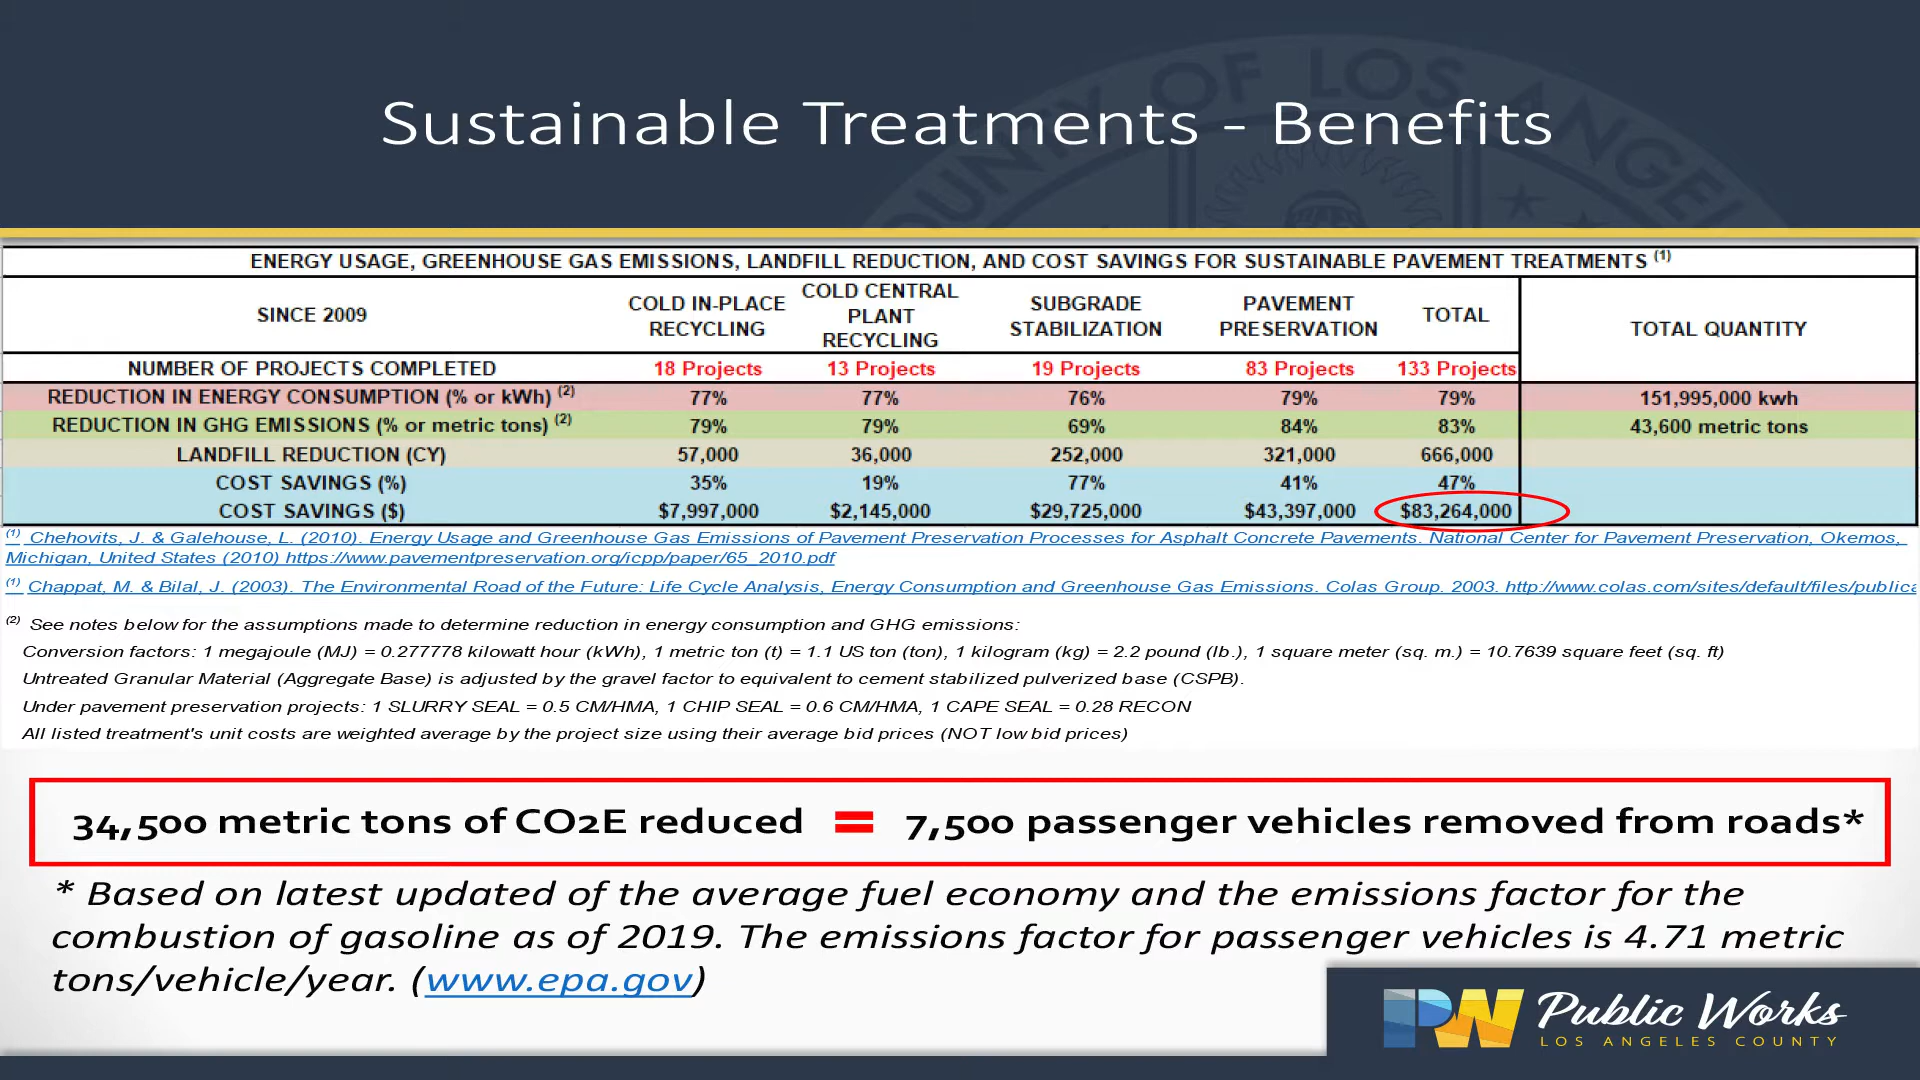 COUNTY OF LOS ANGELES
Sustainable Treatments - Benefits
ENERGY USAGE, GREENHOUSE GAS EMISSIONS, LANDFILL REDUCTION, AND COST SAVINGS FOR SUSTAINABLE PAVEMENT TREATMENTS (1)
SINCE 2009 COLD IN-PLACE RECYCLING COLD CENTRAL PLANT RECYCLING SUBGRADE STABILIZATION PAVEMENT PRESERVATION TOTAL TOTAL QUANTITY
NUMBER OF PROJECTS COMPLETED 18 Projects 13 Projects 19 Projects 83 Projects 133 Projects
REDUCTION IN ENERGY CONSUMPTION (% or kWh) (2) 77% 77% 76% 79% 79% 151,995,000 kwh
REDUCTION IN GHG EMISSIONS (% or metric tons) (2) 79% 79% 69% 84% 83% 43,600 metric tons
LANDFILL REDUCTION (CY) 57,000 36,000 252,000 321,000 666,000
COST SAVINGS (%) 35% 19% 77% 41% 47%
COST SAVINGS ($) $7,997,000 $2,145,000 $29,725,000 $43,397,000 $83,264,000
(1) Chehovits, J. & Galehouse, L. (2010). Energy Usage and Greenhouse Gas Emissions of Pavement Preservation Processes for Asphalt Concrete Pavements. National Center for Pavement Preservation, Okemos,
Michigan, United States (2010) https://www.pavementpreservation.org/icpp/paper/65_2010.pdf
(1) Chappat, M. & Bilal, J. (2003). The Environmental Road of the Future: Life Cycle Analysis, Energy Consumption and Greenhouse Gas Emissions. Colas Group. 2003. http://www.colas.com/sites/default/files/publica
(2) See notes below for the assumptions made to determine reduction in energy consumption and GHG emissions:
Conversion factors: 1 megajoule (MJ) = 0.277778 kilowatt hour (kWh), 1 metric ton (t) = 1.1 US ton (ton), 1 kilogram (kg) = 2.2 pound (lb.), 1 square meter (sq. m.) = 10.7639 square feet (sq. ft)
Untreated Granular Material (Aggregate Base) is adjusted by the gravel factor to equivalent to cement stabilized pulverized base (CSPB).
Under pavement preservation projects: 1 SLURRY SEAL = 0.5 CM/HMA, 1 CHIP SEAL = 0.6 CM/HMA, 1 CAPE SEAL = 0.28 RECON
All listed treatment's unit costs are weighted average by the project size using their average bid prices (NOT low bid prices)
34,500 metric tons of CO2E reduced = 7,500 passenger vehicles removed from roads*
* Based on latest updated of the average fuel economy and the emissions factor for the
combustion of gasoline as of 2019. The emissions factor for passenger vehicles is 4.71 metric
tons/vehicle/year. (www.epa.gov)
PW Public Works
LOS ANGELES COUNTY